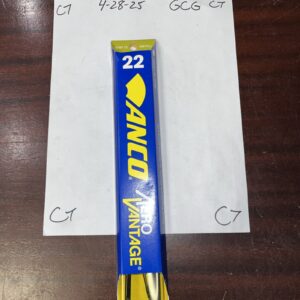 C7 4-28-25 GCG C7
22
ANCO
AERO
VANTAGE®
C7 C7